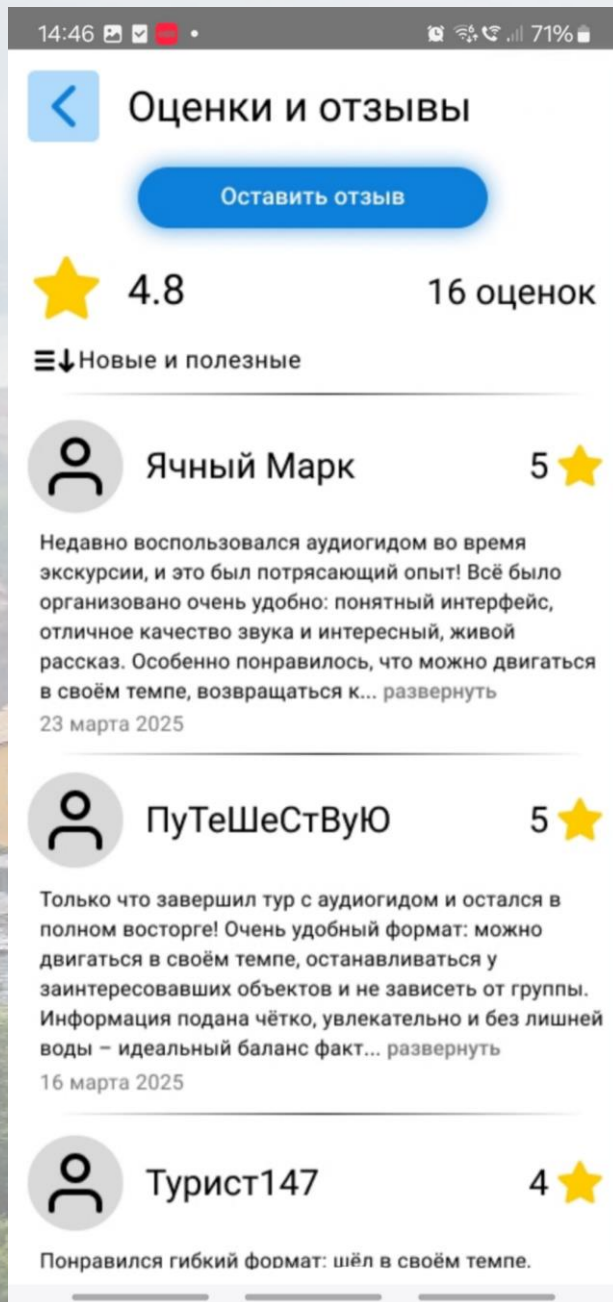 14:46
71%
Оценки и отзывы
Оставить отзыв
4.8
16 оценок
Новые и полезные
Ячный Марк
5
Недавно воспользовался аудиогидом во время
экскурсии, и это был потрясающий опыт! Всё было
организовано очень удобно: понятный интерфейс,
отличное качество звука и интересный, живой
рассказ. Особенно понравилось, что можно двигаться
в своём темпе, возвращаться к... развернуть
23 марта 2025
ПуТеШеСтВуЮ
5
Только что завершил тур с аудиогидом и остался в
полном восторге! Очень удобный формат: можно
двигаться в своём темпе, останавливаться у
заинтересовавших объектов и не зависеть от группы.
Информация подана чётко, увлекательно и без лишней
воды – идеальный баланс факт... развернуть
16 марта 2025
Турист147
4
Понравился гибкий формат: шёл в своём темпе.